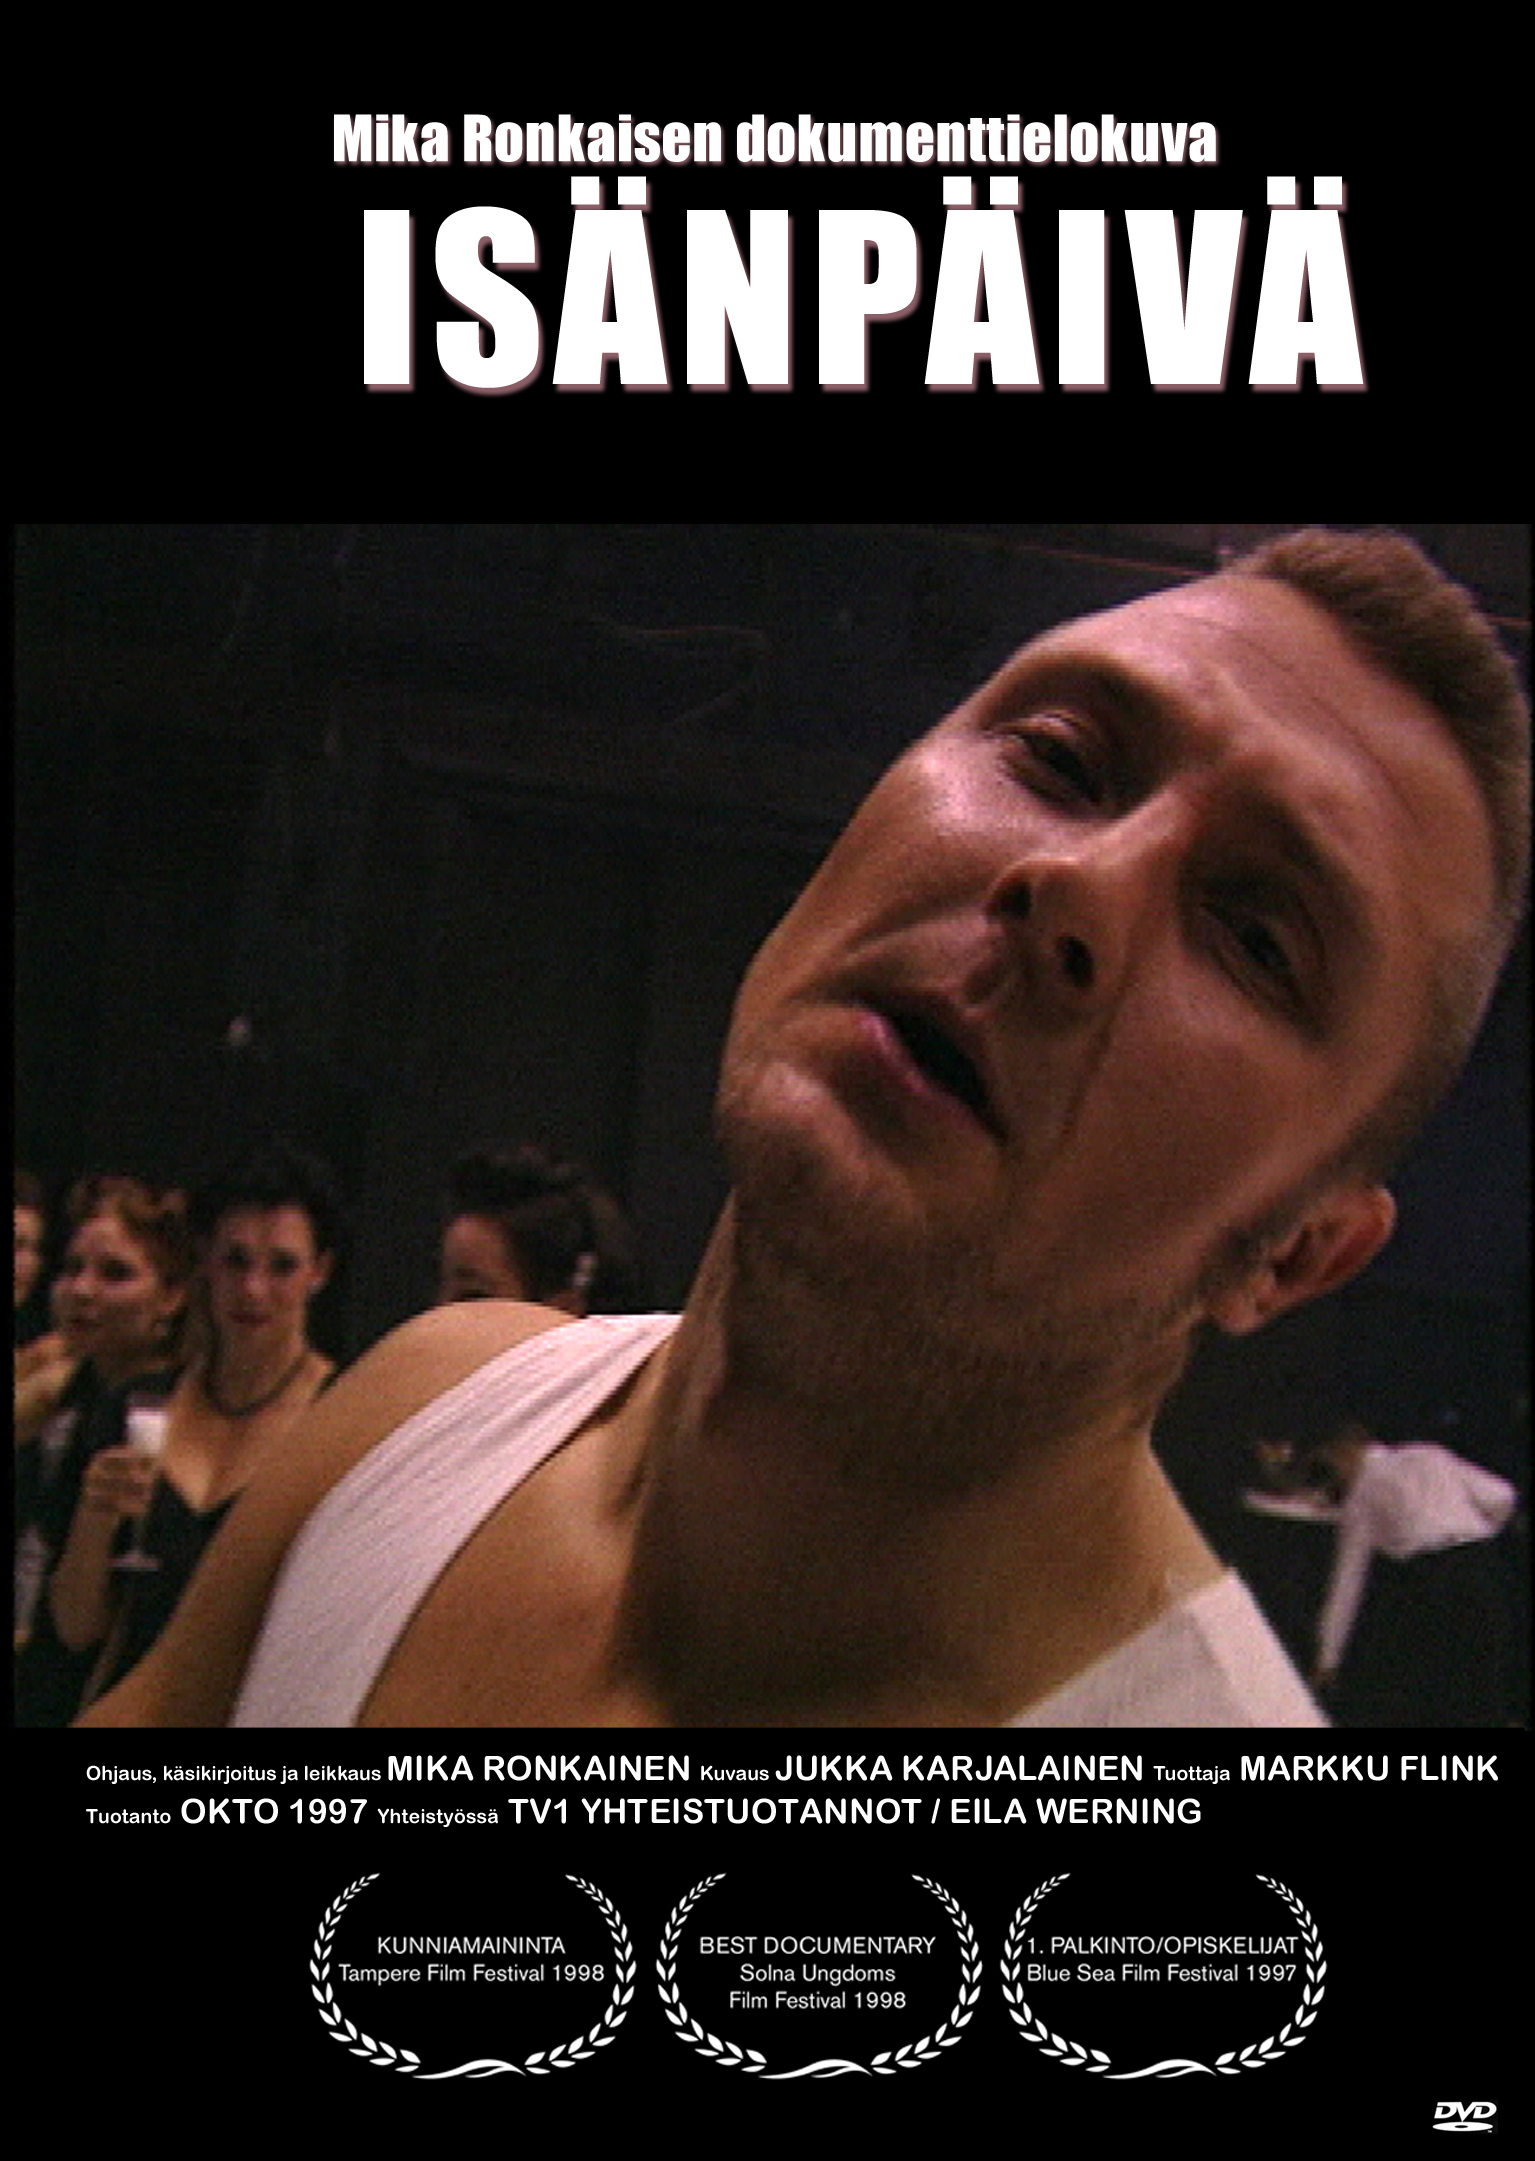 Mika Ronkaisen dokumenttielokuva
ISÄNPÄIVÄ
Ohjaus, käsikirjoitus ja leikkaus MIKA RONKAINEN Kuvaus JUKKA KARJALAINEN Tuottaja MARKKU FLINK
Tuotanto OKTO 1997 Yhteistyössä TV1 YHTEISTUOTANNOT / EILA WERNING
KUNNIAMAININTA
Tampere Film Festival 1998
BEST DOCUMENTARY
Solna Ungdoms
Film Festival 1998
1. PALKINTO/OPISKELIJAT
Blue Sea Film Festival 1997
DVD